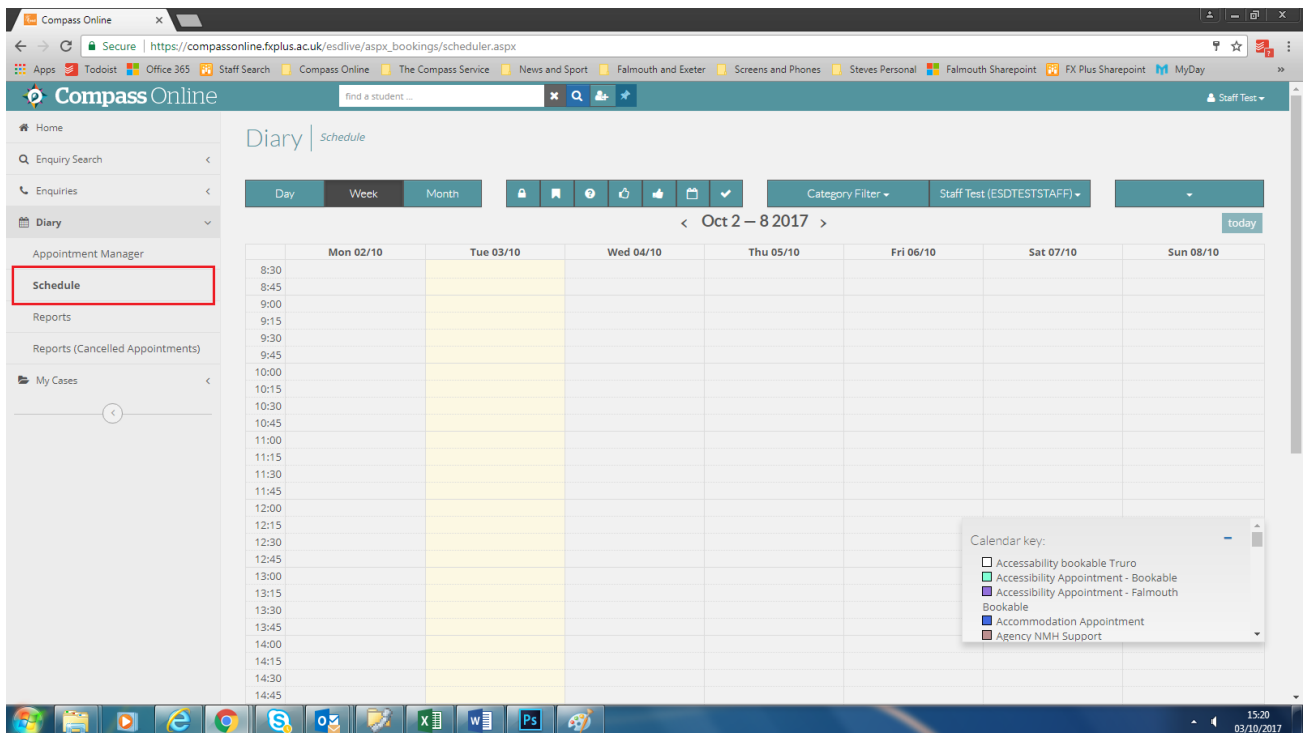 Compass Online
Secure | https://compassonline.fxplus.ac.uk/esdlive/aspx_bookings/scheduler.aspx
Apps Todoist Office 365 Staff Search Compass Online The Compass Service News and Sport Falmouth and Exeter Screens and Phones Steves Personal Falmouth Sharepoint FX Plus Sharepoint MyDay »
Compass Online find a student ... Staff Test
Home
Enquiry Search
Enquiries
Diary
Appointment Manager
Schedule
Reports
Reports (Cancelled Appointments)
My Cases
Diary | Schedule
Day Week Month Category Filter Staff Test (ESDTESTSTAFF)
< Oct 2 — 8 2017 > today
Mon 02/10 Tue 03/10 Wed 04/10 Thu 05/10 Fri 06/10 Sat 07/10 Sun 08/10
8:30
8:45
9:00
9:15
9:30
9:45
10:00
10:15
10:30
10:45
11:00
11:15
11:30
11:45
12:00
12:15
12:30
12:45
13:00
13:15
13:30
13:45
14:00
14:15
14:30
14:45
Calendar key:
Accessability bookable Truro
Accessibility Appointment - Bookable
Accessibility Appointment - Falmouth
Bookable
Accommodation Appointment
Agency NMH Support
15:20
03/10/2017